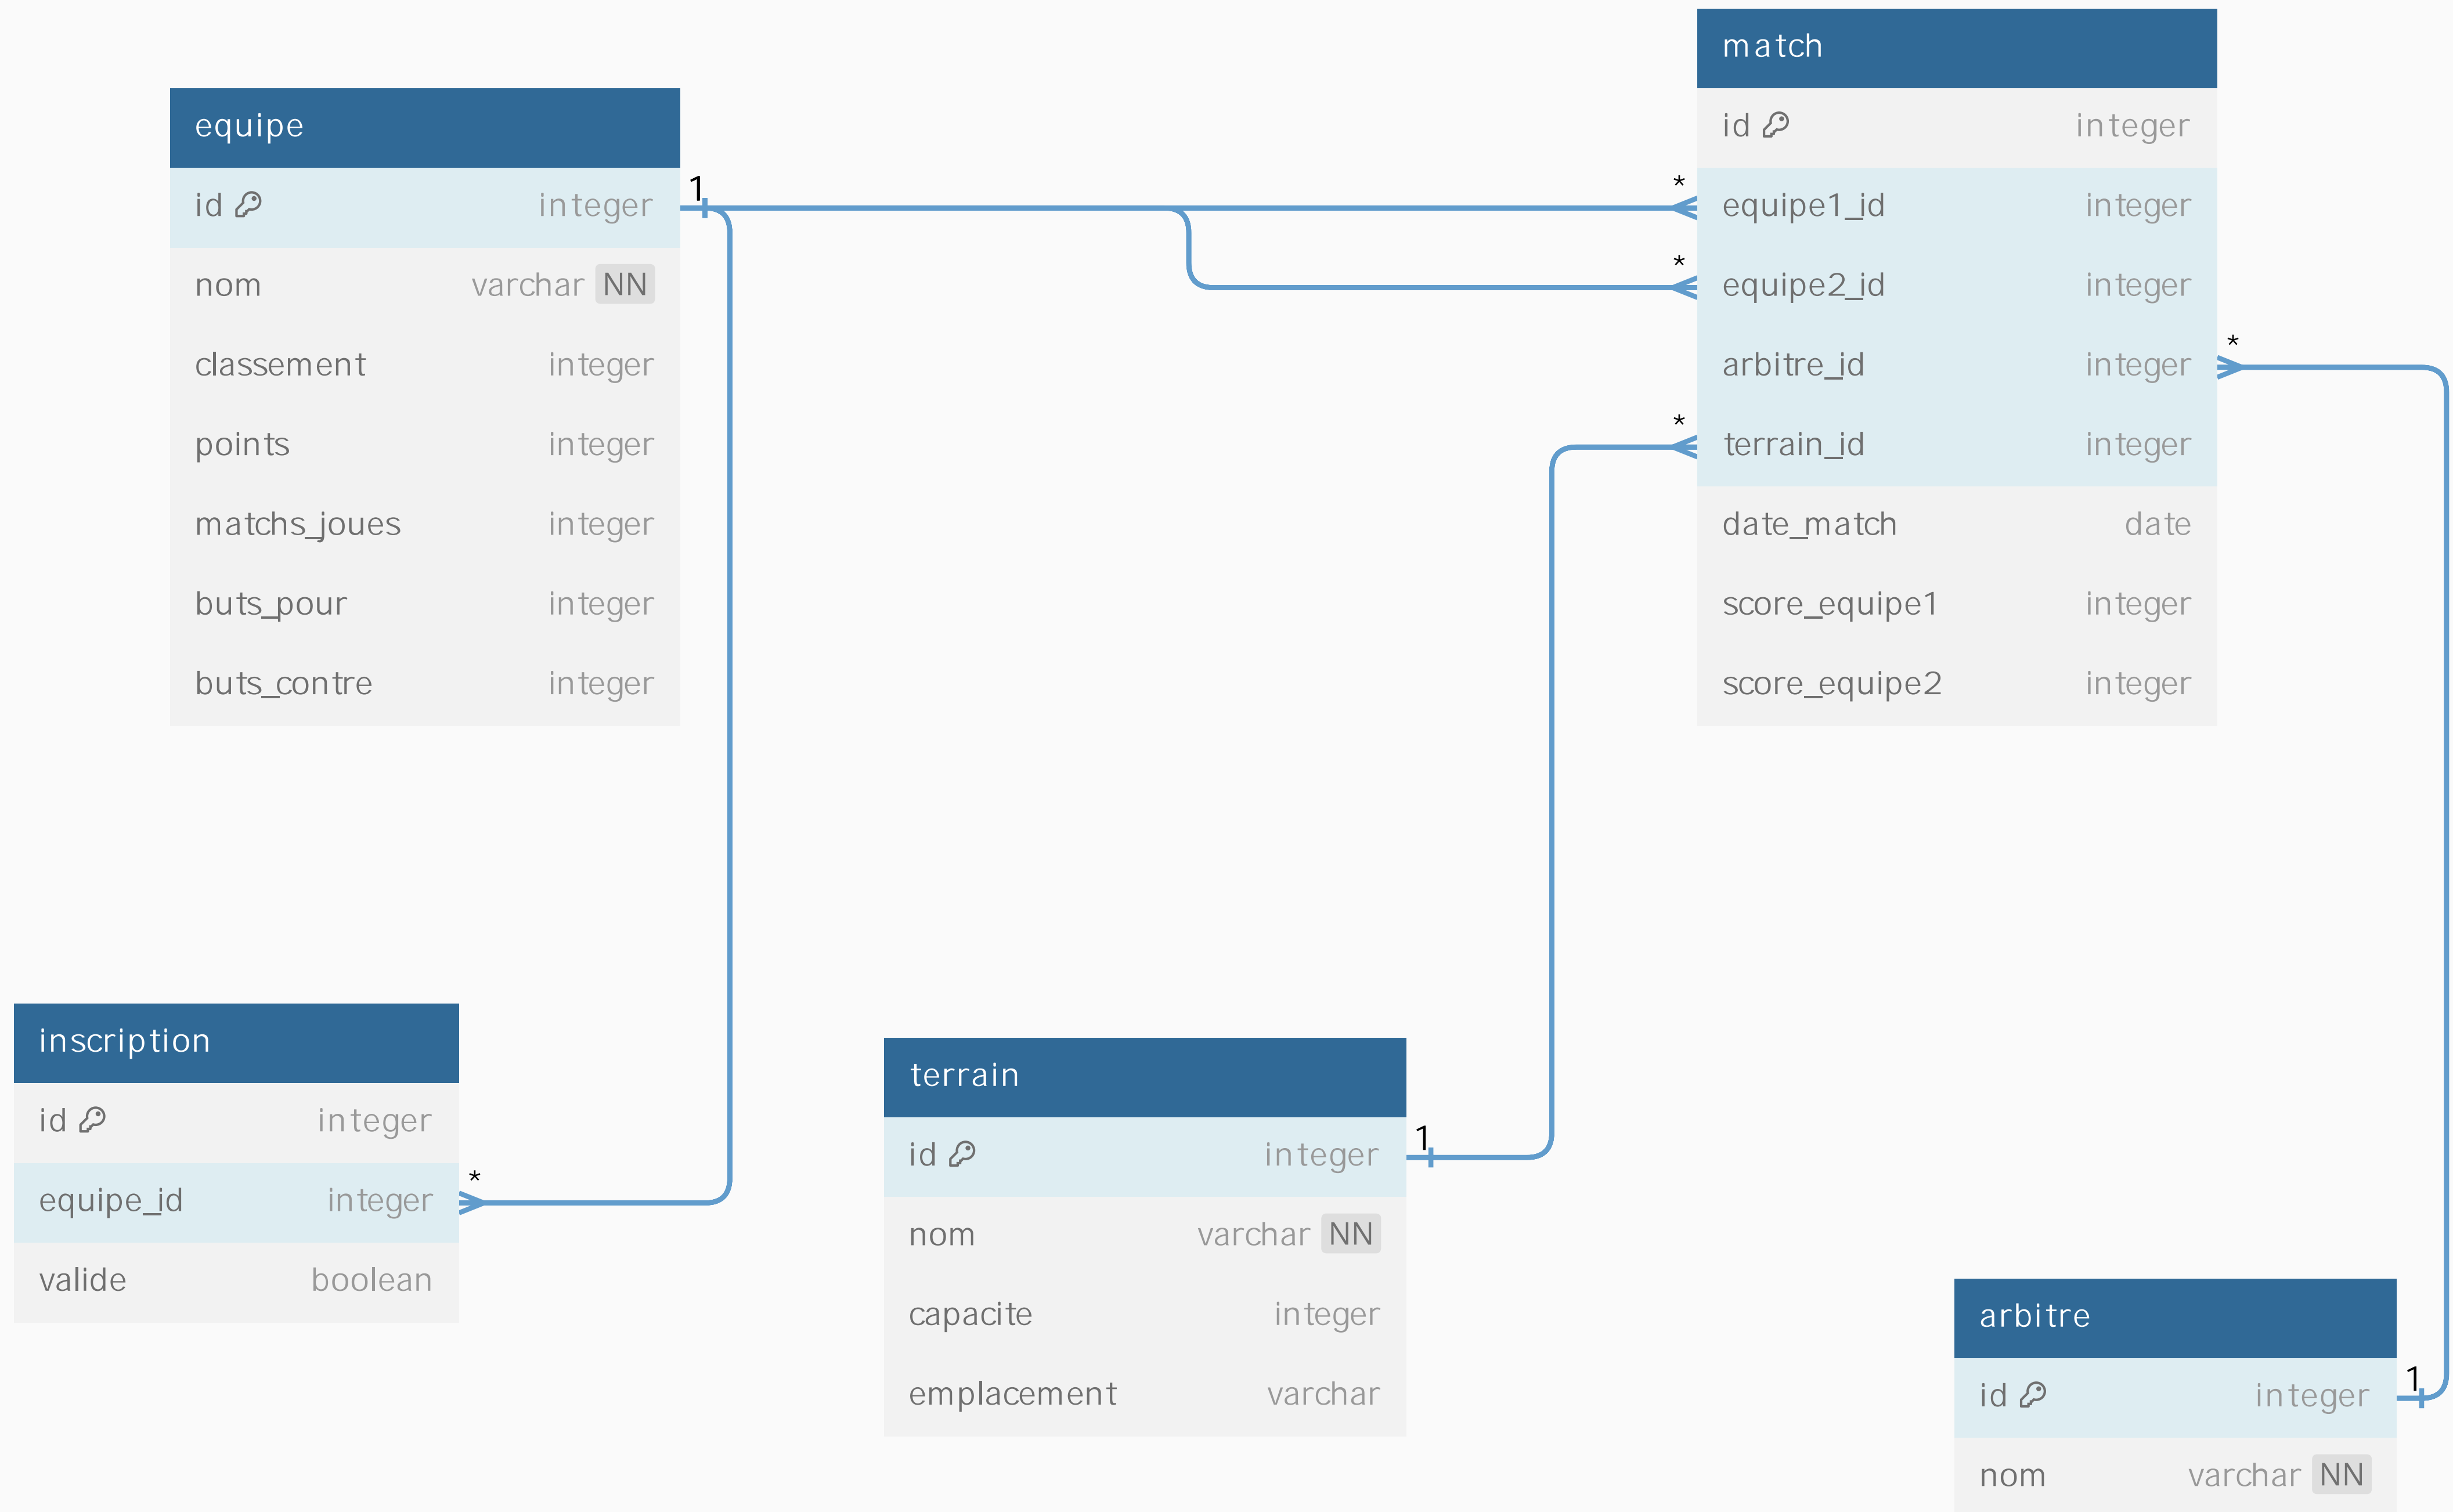 equipe
id integer
nom varchar NN
classement integer
points integer
matchs_joues integer
buts_pour integer
buts_contre integer
1
*
*
*
*
match
id integer
equipe1_id integer
equipe2_id integer
arbitre_id integer
terrain_id integer
date_match date
score_equipe1 integer
score_equipe2 integer
inscription
id integer
equipe_id integer
valide boolean
*
terrain
id integer
nom varchar NN
capacite integer
emplacement varchar
1
arbitre
id integer
nom varchar NN
1